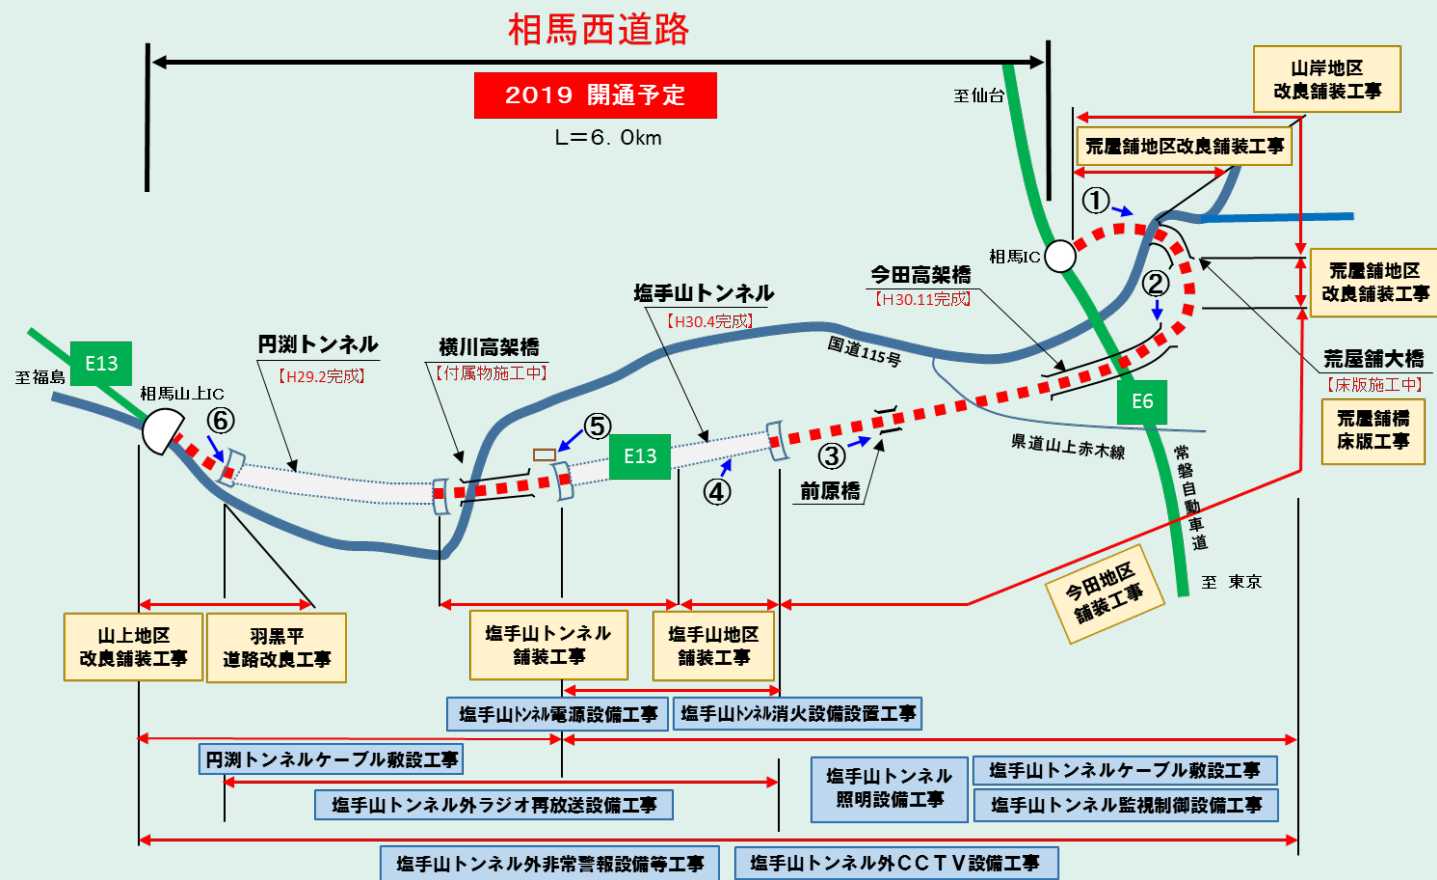 相馬西道路
2019 開通予定
L=6.0km
至仙台
山岸地区
改良舗装工事
荒屋舗地区改良舗装工事
①
相馬IC
荒屋舗地区
改良舗装工事
②
今田高架橋
【H30.11完成】
塩手山トンネル
【H30.4完成】
円渕トンネル
【H29.2完成】
横川高架橋
【付属物施工中】
国道115号
荒屋舗大橋
【床版施工中】
荒屋舗橋
床版工事
E13
至福島
相馬山上IC
⑥
⑤
E13
④
③
前原橋
県道山上赤木線
E6
常磐自動車道
至 東京
今田地区
舗装工事
山上地区
改良舗装工事
羽黒平
道路改良工事
塩手山トンネル
舗装工事
塩手山地区
舗装工事
塩手山トンネル電源設備工事
塩手山トンネル消火設備設置工事
円渕トンネルケーブル敷設工事
塩手山トンネル
照明設備工事
塩手山トンネルケーブル敷設工事
塩手山トンネル外ラジオ再放送設備工事
塩手山トンネル監視制御設備工事
塩手山トンネル外非常警報設備等工事
塩手山トンネル外CCTV設備工事